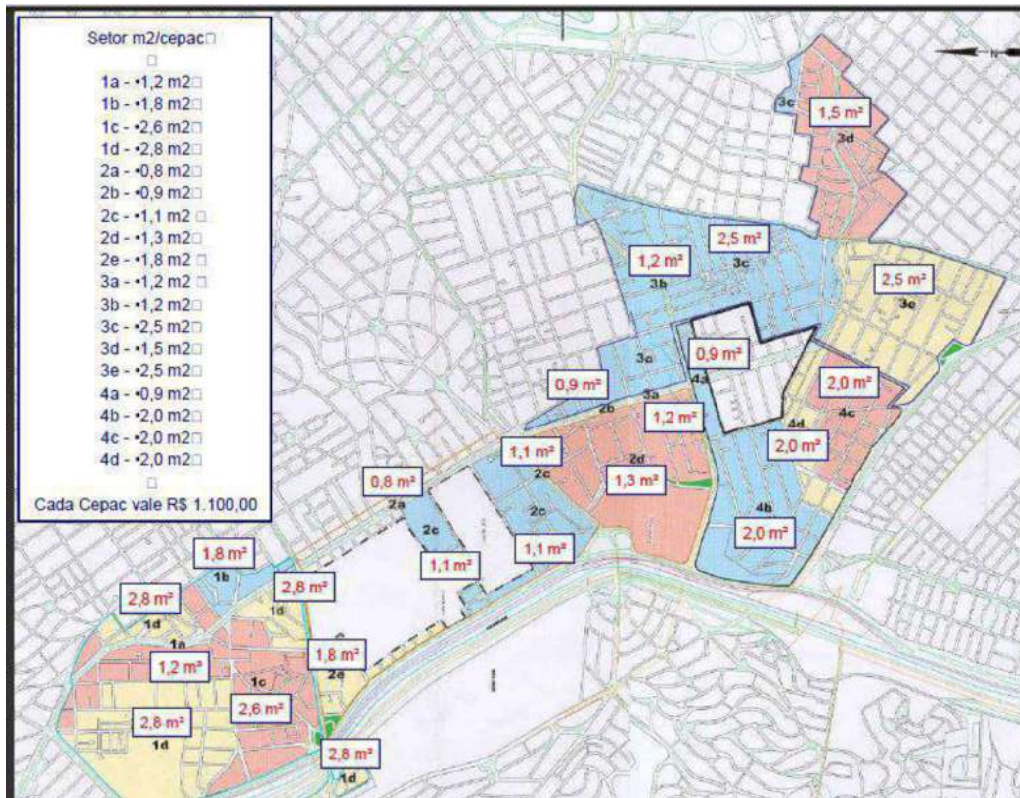 Setor m2/cepac□
□
1a - •1,2 m2□
1b - •1,8 m2□
1c - •2,6 m2□
1d - •2,8 m2□
2a - •0,8 m2□
2b - •0,9 m2□
2c - •1,1 m2 □
2d - •1,3 m2□
2e - •1,8 m2 □
3a - •1,2 m2 □
3b - •1,2 m2□
3c - •2,5 m2□
3d - •1,5 m2□
3e - •2,5 m2□
4a - •0,9 m2□
4b - •2,0 m2□
4c - •2,0 m2□
4d - •2,0 m2□
□
Cada Cepac vale R$ 1.100,00
N
3c
1,5 m²
3d
2,5 m²
3c
1,2 m²
3b
2,5 m²
3e
0,9 m²
4a
3c
0,9 m²
2b
3a
1,2 m²
2,0 m²
4c
4d
2,0 m²
1,1 m²
2c
2d
1,3 m²
0,8 m²
2a
2c
2c
4b
2,0 m²
1,1 m²
1,1 m²
1,8 m²
1b
2,8 m²
1d
2,8 m²
1d
1a
1,2 m²
1,8 m²
2e
1c
2,6 m²
2,8 m²
1d
2,8 m²
1d